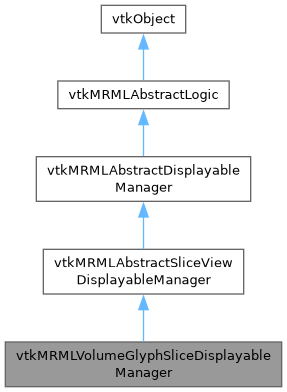 vtkObject
vtkMRMLAbstractLogic
vtkMRMLAbstractDisplayable
Manager
vtkMRMLAbstractSliceView
DisplayableManager
vtkMRMLVolumeGlyphSliceDisplayable
Manager